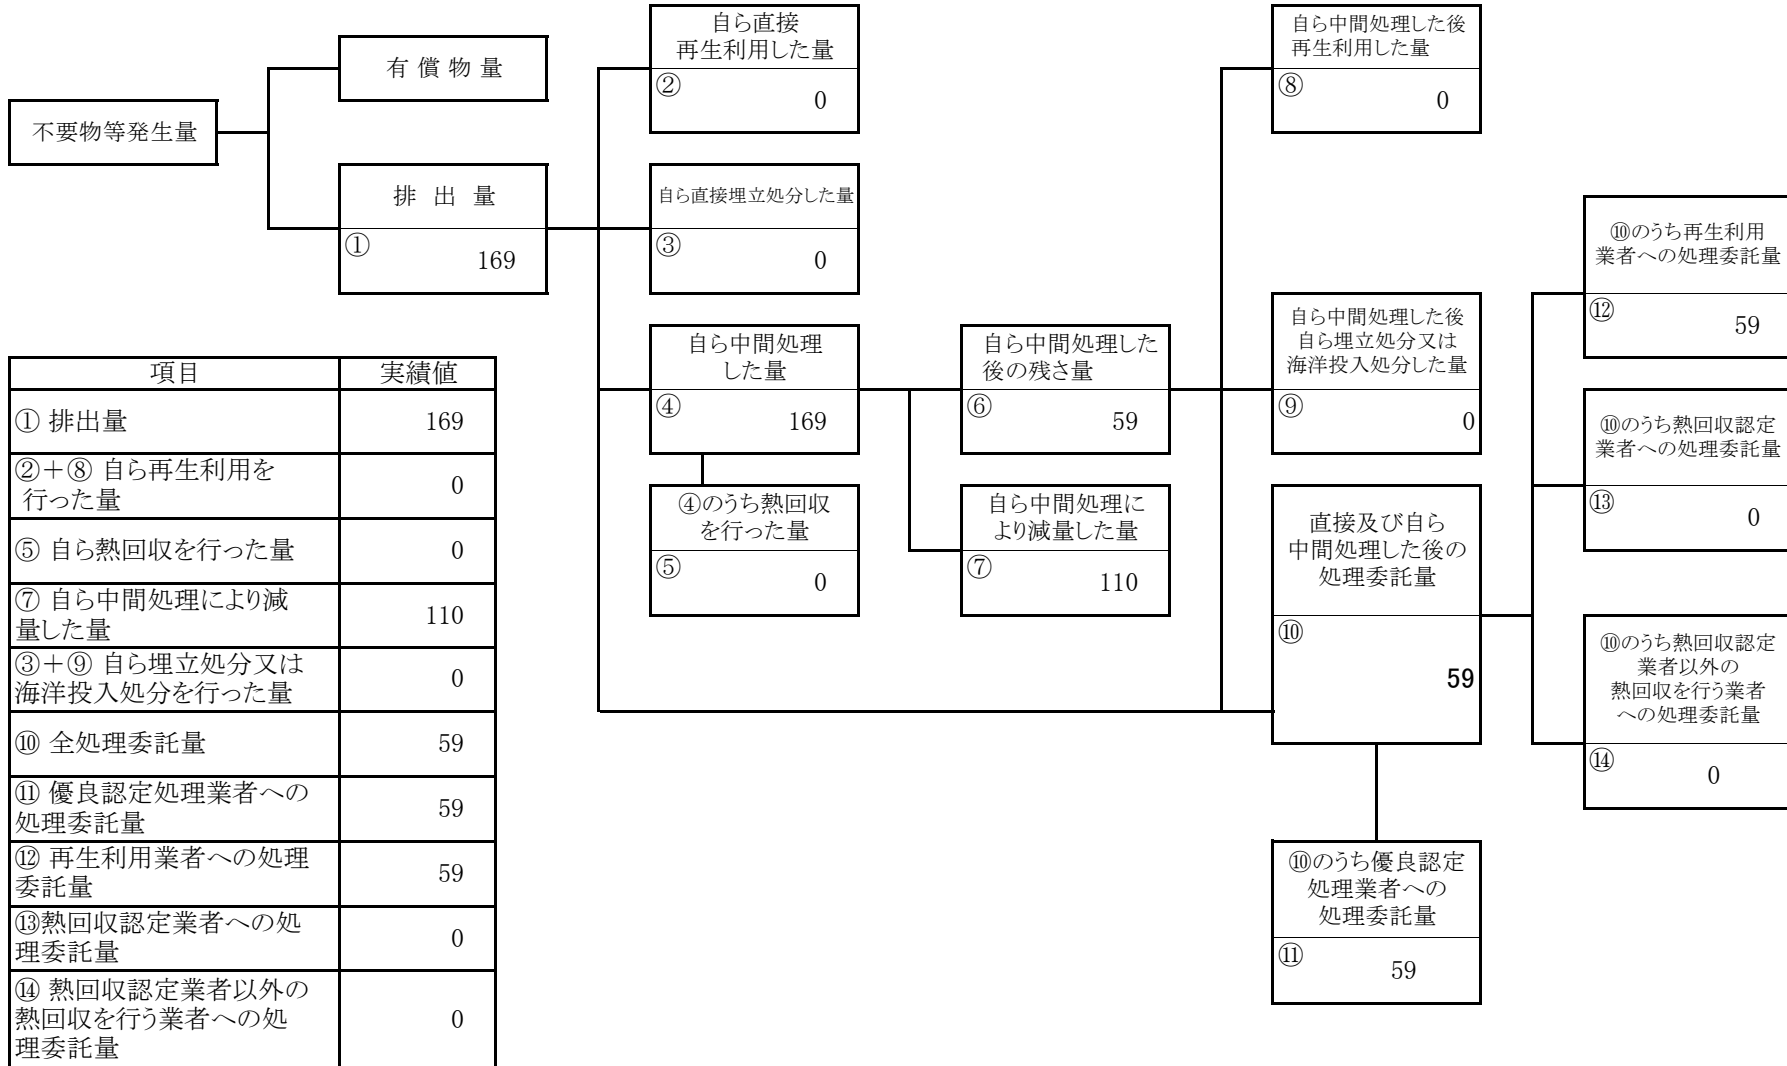 不要物等発生量
有 償 物 量
排 出 量
①
169
自ら直接
再生利用した量
②
0
自ら直接埋立処分した量
③
0
自ら中間処理
した量
④
169
④のうち熱回収
を行った量
⑤
0
自ら中間処理した
後の残さ量
⑥
59
自ら中間処理に
より減量した量
⑦
110
自ら中間処理した後
再生利用した量
⑧
0
自ら中間処理した後
自ら埋立処分又は
海洋投入処分した量
⑨
0
直接及び自ら
中間処理した後の
処理委託量
⑩
59
⑩のうち優良認定
処理業者への
処理委託量
⑪
59
⑩のうち再生利用
業者への処理委託量
⑫
59
⑩のうち熱回収認定
業者への処理委託量
⑬
0
⑩のうち熱回収認定
業者以外の
熱回収を行う業者
への処理委託量
⑭
0
項目 実績値
① 排出量 169
②＋⑧ 自ら再生利用を
行った量 0
⑤ 自ら熱回収を行った量 0
⑦ 自ら中間処理により減
量した量 110
③＋⑨ 自ら埋立処分又は
海洋投入処分を行った量 0
⑩ 全処理委託量 59
⑪ 優良認定処理業者への
処理委託量 59
⑫ 再生利用業者への処理
委託量 59
⑬熱回収認定業者への処
理委託量 0
⑭ 熱回収認定業者以外の
熱回収を行う業者への処
理委託量 0